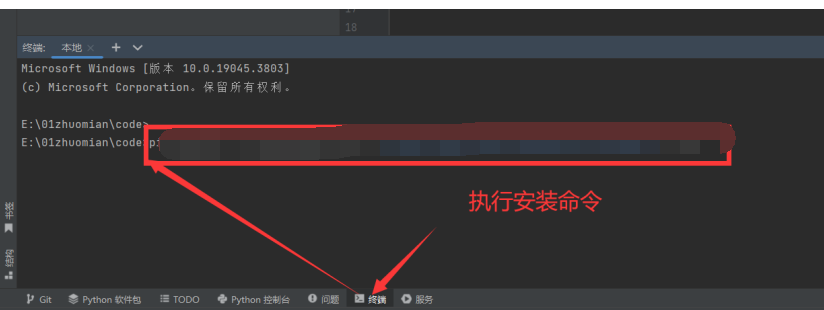 18
终端: 本地 × + ∨
Microsoft Windows [版本 10.0.19045.3803]
(c) Microsoft Corporation。保留所有权利。
E:\01zhuomian\code>
E:\01zhuomian\code>pi
执行安装命令
书签
结构
Git Python 软件包 TODO Python 控制台 问题 终端 服务